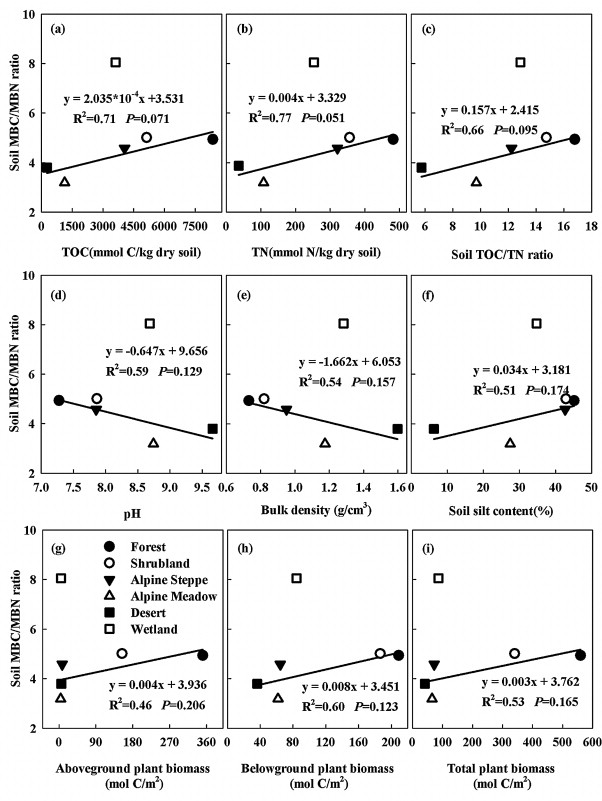 (a) (b) (c)
Soil MBC/MBN ratio
10
8
6
4
2
y = 2.035*10⁻⁴x +3.531
R²=0.71 P=0.071
y = 0.004x + 3.329
R²=0.77 P=0.051
y = 0.157x + 2.415
R²=0.66 P=0.095
0 2500 5000 7500
0 100 200 300 400 500
6 8 10 12 14 16 18
TOC(mmol C/kg dry soil)
TN(mmol N/kg dry soil)
Soil TOC/TN ratio
(d) (e) (f)
Soil MBC/MBN ratio
10
8
6
4
2
y = -0.647x + 9.656
R²=0.59 P=0.129
y = -1.662x + 6.053
R²=0.54 P=0.157
y = 0.034x + 3.181
R²=0.51 P=0.174
7.0 7.5 8.0 8.5 9.0 9.5
0.6 0.8 1.0 1.2 1.4 1.6
0 10 20 30 40 50
pH
Bulk density (g/cm³)
Soil silt content(%)
(g) (h) (i)
Soil MBC/MBN ratio
10
8
6
4
2
Forest
Shrubland
Alpine Steppe
Alpine Meadow
Desert
Wetland
y = 0.004x + 3.936
R²=0.46 P=0.206
y = 0.008x + 3.451
R²=0.60 P=0.123
y = 0.003x + 3.762
R²=0.53 P=0.165
0 90 180 270 360
0 40 80 120 160 200
0 100 200 300 400 500 600
Aboveground plant biomass
(mol C/m²)
Belowground plant biomass
(mol C/m²)
Total plant biomass
(mol C/m²)